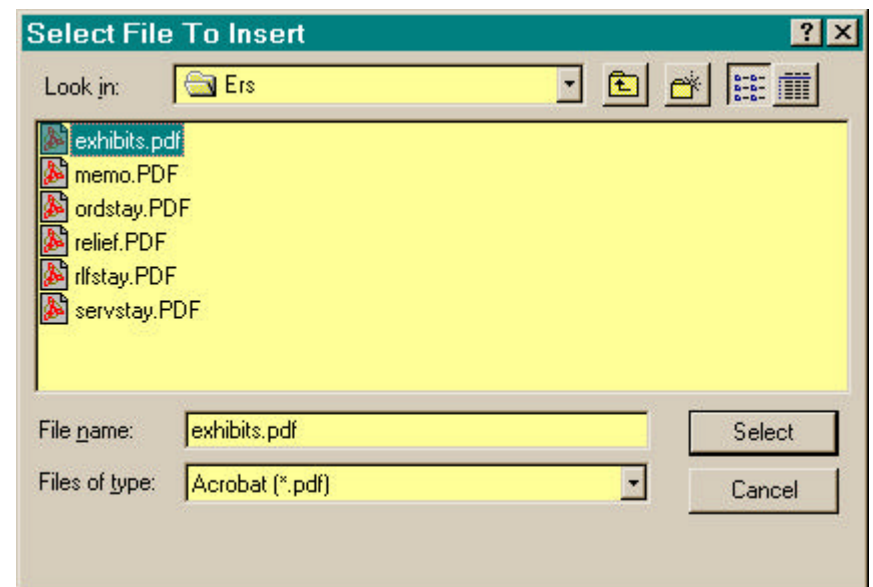 Select File To Insert
Look in: Ers
exhibits.pdf
memo.PDF
ordstay.PDF
relief.PDF
rlfstay.PDF
servstay.PDF
File name: exhibits.pdf Select
Files of type: Acrobat (*.pdf) Cancel